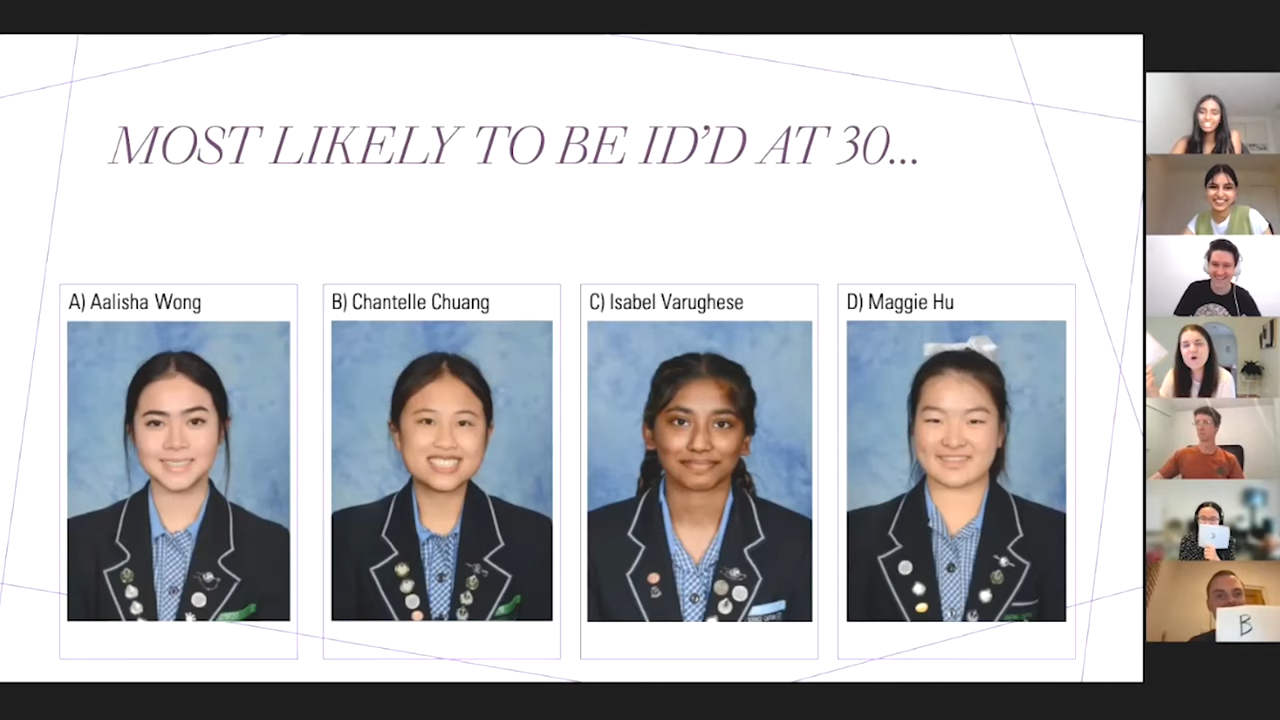 MOST LIKELY TO BE ID'D AT 30...
A) Aalisha Wong
B) Chantelle Chuang
C) Isabel Varughese
D) Maggie Hu
B